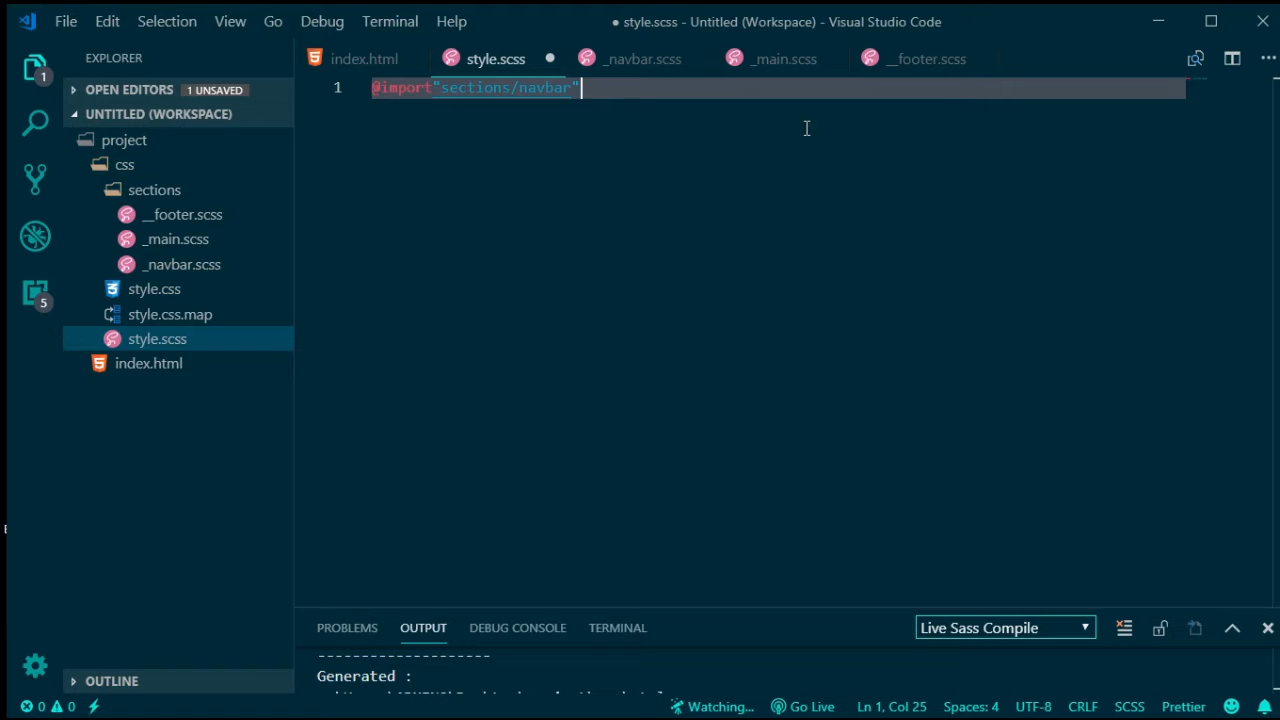 File Edit Selection View Go Debug Terminal Help
● style.scss - Untitled (Workspace) - Visual Studio Code
EXPLORER
index.html style.scss _navbar.scss _main.scss __footer.scss
OPEN EDITORS 1 UNSAVED
UNTITLED (WORKSPACE)
project
css
sections
__footer.scss
_main.scss
_navbar.scss
style.css
style.css.map
style.scss
index.html
OUTLINE
1
5
1 @import"sections/navbar"
PROBLEMS OUTPUT DEBUG CONSOLE TERMINAL Live Sass Compile
--------------------
Generated :
0 0 Watching... Go Live Ln 1, Col 25 Spaces: 4 UTF-8 CRLF SCSS Prettier